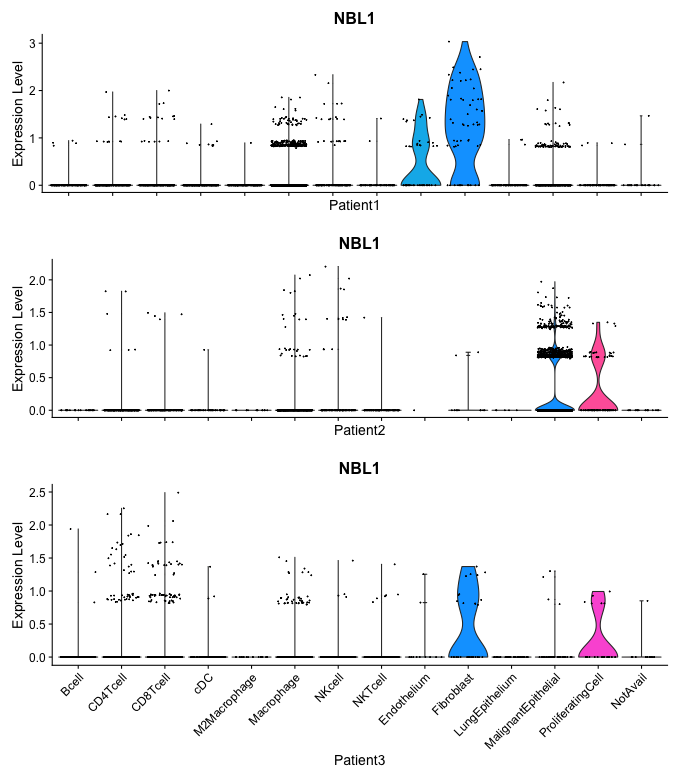 NBL1
Expression Level
3
2
1
0
Patient1
NBL1
Expression Level
2.0
1.5
1.0
0.5
0.0
Patient2
NBL1
Expression Level
2.5
2.0
1.5
1.0
0.5
0.0
Bcell
CD4Tcell
CD8Tcell
cDC
M2Macrophage
Macrophage
NKcell
NKTcell
Endothelium
Fibroblast
LungEpithelium
MalignantEpithelial
ProliferatingCell
NotAvail
Patient3